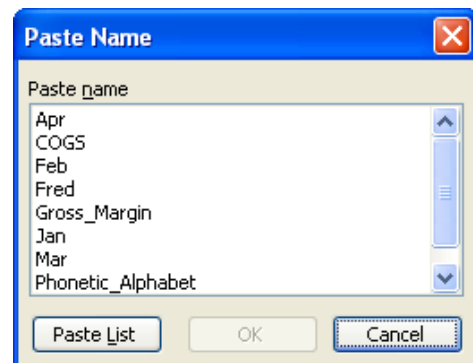 Paste Name
Paste name
Apr
COGS
Feb
Fred
Gross_Margin
Jan
Mar
Phonetic_Alphabet
Paste List OK Cancel